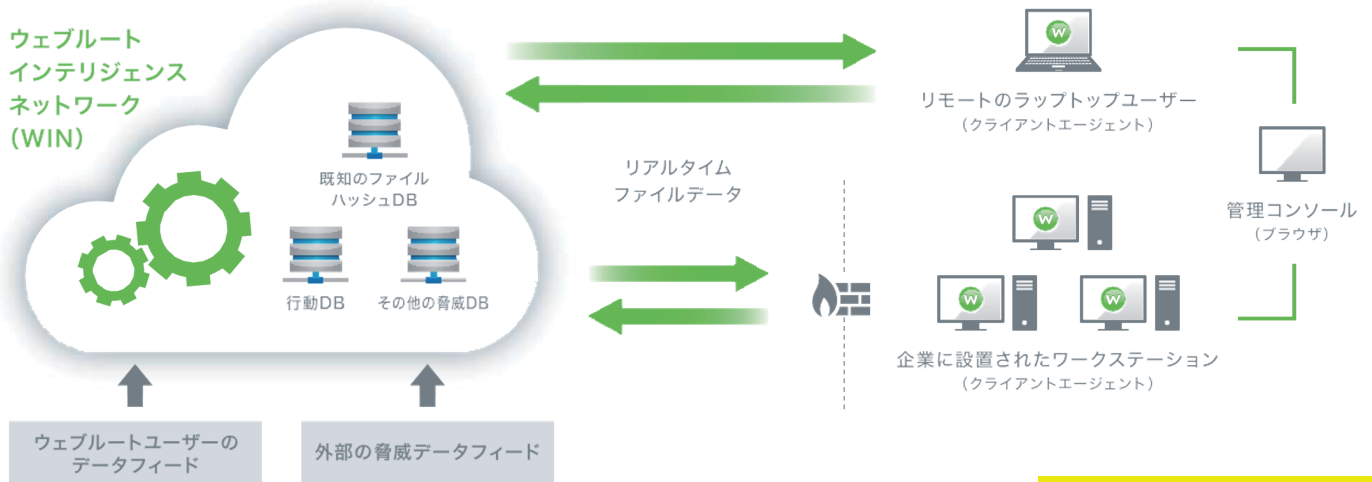 ウェブルート
インテリジェンス
ネットワーク
(WIN)
既知のファイル
ハッシュDB
行動DB
その他の脅威DB
リアルタイム
ファイルデータ
W
リモートのラップトップユーザー
(クライアントエージェント)
管理コンソール
(ブラウザ)
W
W
W
企業に設置されたワークステーション
(クライアントエージェント)
ウェブルートユーザーの
データフィード
外部の脅威データフィード